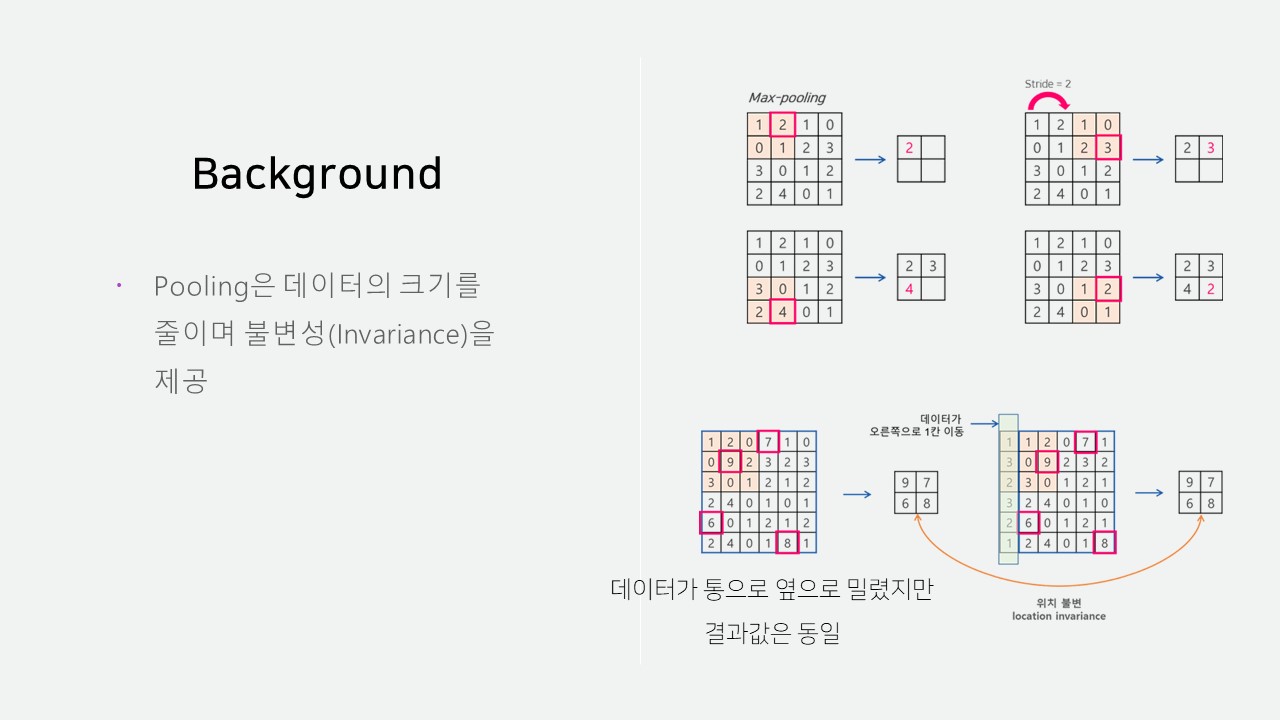 Background
• Pooling은 데이터의 크기를
줄이며 불변성(Invariance)을
제공
Max-pooling
1 2 1 0
0 1 2 3
3 0 1 2
2 4 0 1
2
Stride = 2
1 2 1 0
0 1 2 3
3 0 1 2
2 4 0 1
2 3
1 2 1 0
0 1 2 3
3 0 1 2
2 4 0 1
2 3
4
1 2 1 0
0 1 2 3
3 0 1 2
2 4 0 1
2 3
4 2
1 2 0 7 1 0
0 9 2 3 2 3
3 0 1 2 1 2
2 4 0 1 0 1
6 0 1 2 1 2
2 4 0 1 8 1
9 7
6 8
데이터가
오른쪽으로 1칸 이동
1 1 2 0 7 1
3 0 9 2 3 2
2 3 0 1 2 1
3 2 4 0 1 0
2 6 0 1 2 1
1 2 4 0 1 8
9 7
6 8
데이터가 통으로 옆으로 밀렸지만
결과값은 동일
위치 불변
location invariance